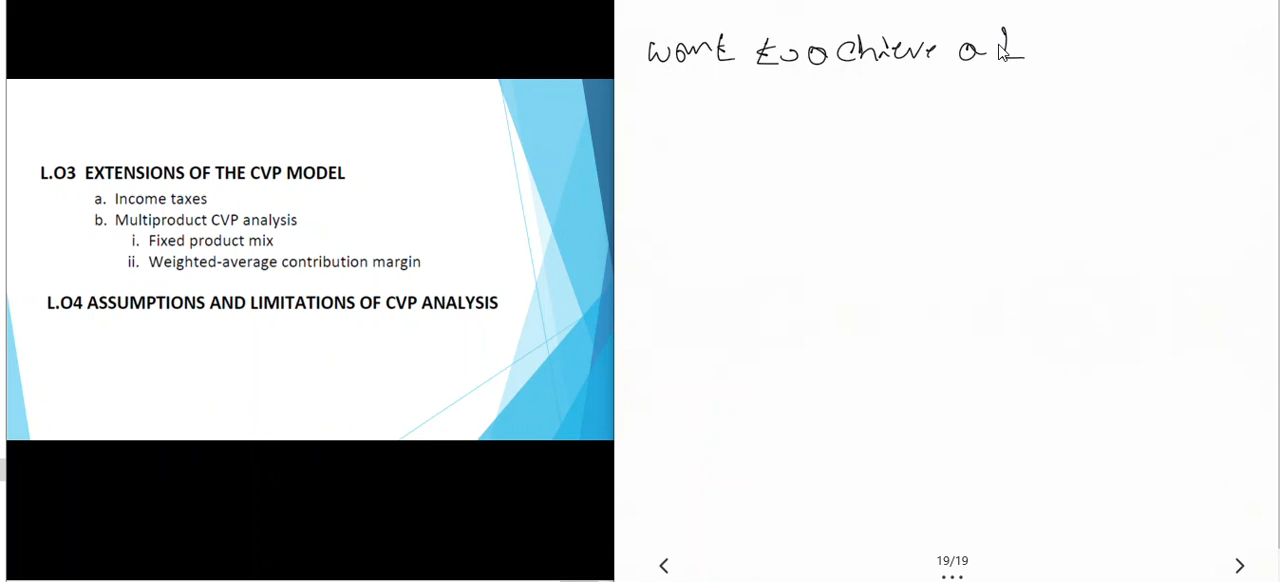 L.O3 EXTENSIONS OF THE CVP MODEL
a. Income taxes
b. Multiproduct CVP analysis
i. Fixed product mix
ii. Weighted-average contribution margin
L.O4 ASSUMPTIONS AND LIMITATIONS OF CVP ANALYSIS
want to achieve a
19/19